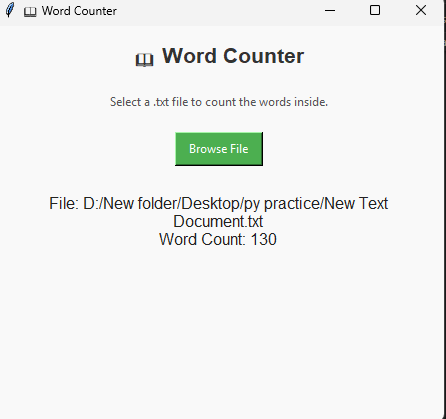 📖 Word Counter
📖 Word Counter
Select a .txt file to count the words inside.
Browse File
File: D:/New folder/Desktop/py practice/New Text
Document.txt
Word Count: 130